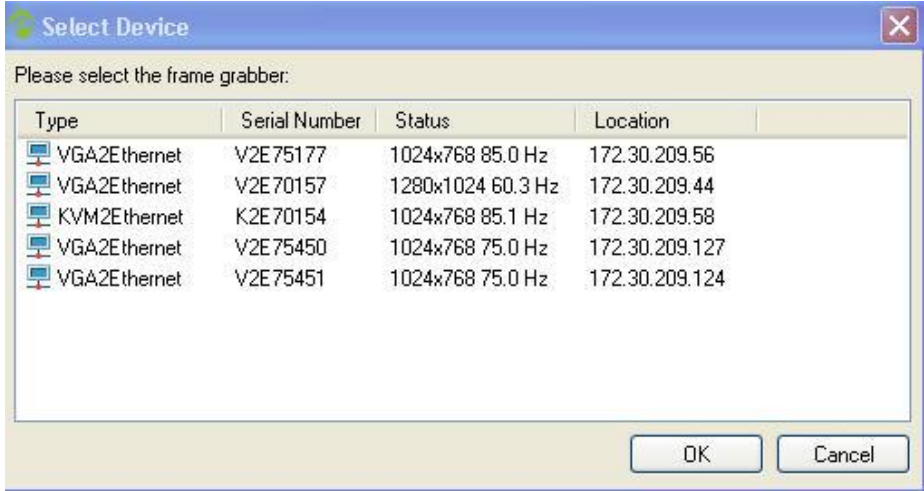 Select Device
Please select the frame grabber:
Type Serial Number Status Location
VGA2Ethernet V2E75177 1024x768 85.0 Hz 172.30.209.56
VGA2Ethernet V2E70157 1280x1024 60.3 Hz 172.30.209.44
KVM2Ethernet K2E70154 1024x768 85.1 Hz 172.30.209.58
VGA2Ethernet V2E75450 1024x768 75.0 Hz 172.30.209.127
VGA2Ethernet V2E75451 1024x768 75.0 Hz 172.30.209.124
OK Cancel